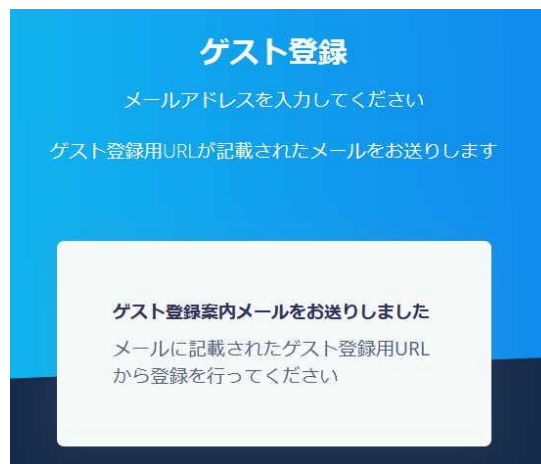 ゲスト登録
メールアドレスを入力してください
ゲスト登録用URLが記載されたメールをお送りします
ゲスト登録案内メールをお送りしました
メールに記載されたゲスト登録用URL
から登録を行ってください